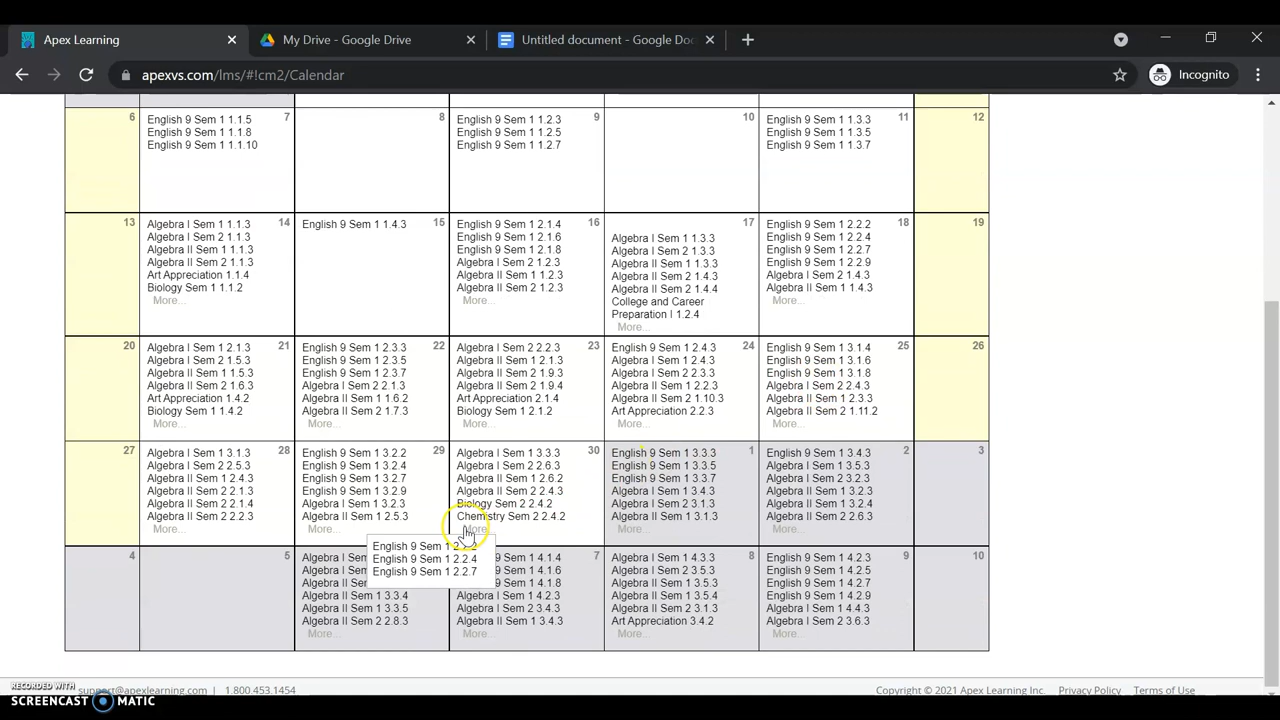 Apex Learning
My Drive - Google Drive
Untitled document - Google Doc
apexvs.com/lms/#!cm2/Calendar
Incognito
6
English 9 Sem 1 1.1.5
English 9 Sem 1 1.1.8
English 9 Sem 1 1.1.10
7
8
English 9 Sem 1 1.2.3
English 9 Sem 1 1.2.5
English 9 Sem 1 1.2.7
9
10
English 9 Sem 1 1.3.3
English 9 Sem 1 1.3.5
English 9 Sem 1 1.3.7
11
12
13
Algebra I Sem 1 1.1.3
Algebra I Sem 2 1.1.3
Algebra II Sem 1 1.1.3
Algebra II Sem 2 1.1.3
Art Appreciation 1.1.4
Biology Sem 1 1.1.2
More...
14
English 9 Sem 1 1.4.3
15
English 9 Sem 1 2.1.4
English 9 Sem 1 2.1.6
English 9 Sem 1 2.1.8
Algebra I Sem 2 1.2.3
Algebra II Sem 1 1.2.3
Algebra II Sem 2 1.2.3
More...
16
Algebra I Sem 1 1.3.3
Algebra I Sem 2 1.3.3
Algebra II Sem 1 1.3.3
Algebra II Sem 2 1.4.3
Algebra II Sem 2 1.4.4
College and Career
Preparation I 1.2.4
More...
17
English 9 Sem 1 2.2.2
English 9 Sem 1 2.2.4
English 9 Sem 1 2.2.7
English 9 Sem 1 2.2.9
Algebra I Sem 2 1.4.3
Algebra II Sem 1 1.4.3
More...
18
19
20
Algebra I Sem 1 2.1.3
Algebra I Sem 2 1.5.3
Algebra II Sem 1 1.5.3
Algebra II Sem 2 1.6.3
Art Appreciation 1.4.2
Biology Sem 1 1.4.2
More...
21
English 9 Sem 1 2.3.3
English 9 Sem 1 2.3.5
English 9 Sem 1 2.3.7
Algebra I Sem 2 2.1.3
Algebra II Sem 1 1.6.2
Algebra II Sem 2 1.7.3
More...
22
Algebra I Sem 2 2.2.3
Algebra II Sem 1 2.1.3
Algebra II Sem 2 1.9.3
Algebra II Sem 2 1.9.4
Art Appreciation 2.1.4
Biology Sem 1 2.1.2
More...
23
English 9 Sem 1 2.4.3
Algebra I Sem 1 2.4.3
Algebra I Sem 2 2.3.3
Algebra II Sem 1 2.2.3
Algebra II Sem 2 1.10.3
Art Appreciation 2.2.3
More...
24
English 9 Sem 1 3.1.4
English 9 Sem 1 3.1.6
English 9 Sem 1 3.1.8
Algebra I Sem 2 2.4.3
Algebra II Sem 1 2.3.3
Algebra II Sem 2 1.11.2
More...
25
26
27
Algebra I Sem 1 3.1.3
Algebra I Sem 2 2.5.3
Algebra II Sem 1 2.4.3
Algebra II Sem 2 2.1.3
Algebra II Sem 2 2.1.4
Algebra II Sem 2 2.2.3
More...
28
English 9 Sem 1 3.2.2
English 9 Sem 1 3.2.4
English 9 Sem 1 3.2.7
English 9 Sem 1 3.2.9
Algebra I Sem 1 3.2.3
Algebra II Sem 1 2.5.3
More...
29
Algebra I Sem 1 3.3.3
Algebra I Sem 2 2.6.3
Algebra II Sem 1 2.6.2
Algebra II Sem 2 2.4.3
Biology Sem 2 2.4.2
Chemistry Sem 2 2.4.2
More...
30
English 9 Sem 1 3.3.3
English 9 Sem 1 3.3.5
English 9 Sem 1 3.3.7
Algebra I Sem 1 3.4.3
Algebra I Sem 2 3.1.3
Algebra II Sem 1 3.1.3
More...
1
English 9 Sem 1 3.4.3
Algebra I Sem 1 3.5.3
Algebra I Sem 2 3.2.3
Algebra II Sem 1 3.2.3
Algebra II Sem 1 3.2.4
Algebra II Sem 2 2.6.3
More...
2
3
English 9 Sem 1
English 9 Sem 1 2.2.4
English 9 Sem 1 2.2.7
4
5
Algebra I Sem
Algebra I
Algebra II
Algebra II Sem 1 3.3.4
Algebra II Sem 1 3.3.5
Algebra II Sem 2 2.8.3
More...
9 Sem 1 4.1.4
9 Sem 1 4.1.6
9 Sem 1 4.1.8
Algebra I Sem 1 4.2.3
Algebra I Sem 2 3.4.3
Algebra II Sem 1 3.4.3
More...
7
Algebra I Sem 1 4.3.3
Algebra I Sem 2 3.5.3
Algebra II Sem 1 3.5.3
Algebra II Sem 1 3.5.4
Algebra II Sem 2 3.1.3
Art Appreciation 3.4.2
More...
8
English 9 Sem 1 4.2.3
English 9 Sem 1 4.2.5
English 9 Sem 1 4.2.7
English 9 Sem 1 4.2.9
Algebra I Sem 1 4.4.3
Algebra I Sem 2 3.6.3
More...
9
10
support@apexlearning.com | 1.800.453.1454
Copyright © 2021 Apex Learning Inc. Privacy Policy Terms of Use
RECORDED WITH
SCREENCAST MATIC